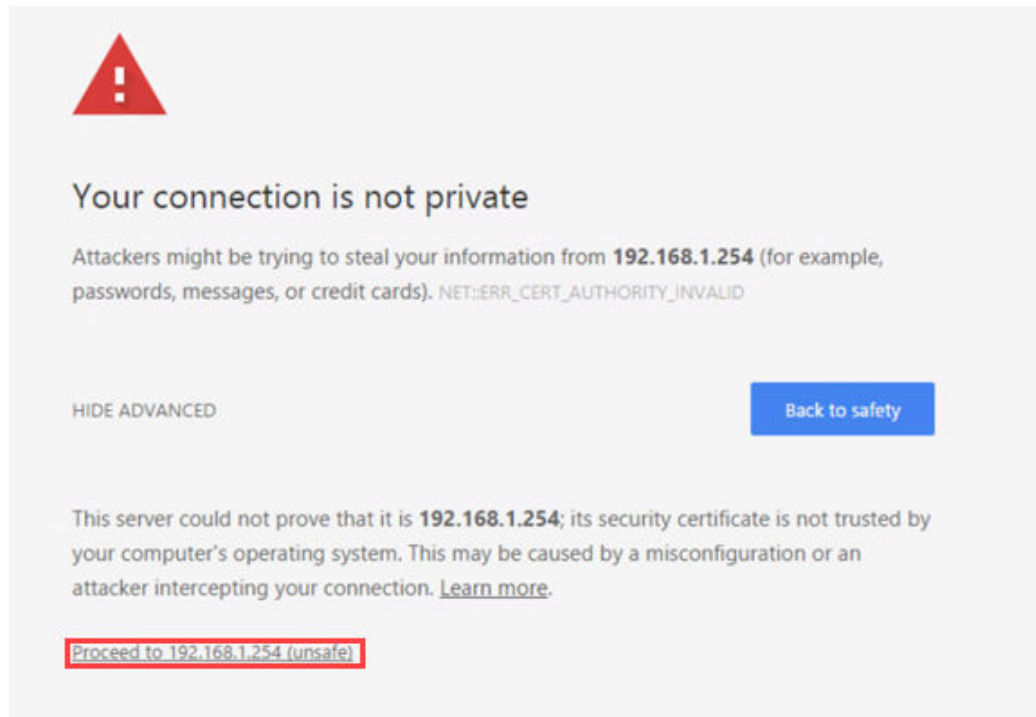 Your connection is not private
Attackers might be trying to steal your information from 192.168.1.254 (for example,
passwords, messages, or credit cards). NET::ERR_CERT_AUTHORITY_INVALID
HIDE ADVANCED
Back to safety
This server could not prove that it is 192.168.1.254; its security certificate is not trusted by
your computer's operating system. This may be caused by a misconfiguration or an
attacker intercepting your connection. Learn more.
Proceed to 192.168.1.254 (unsafe)